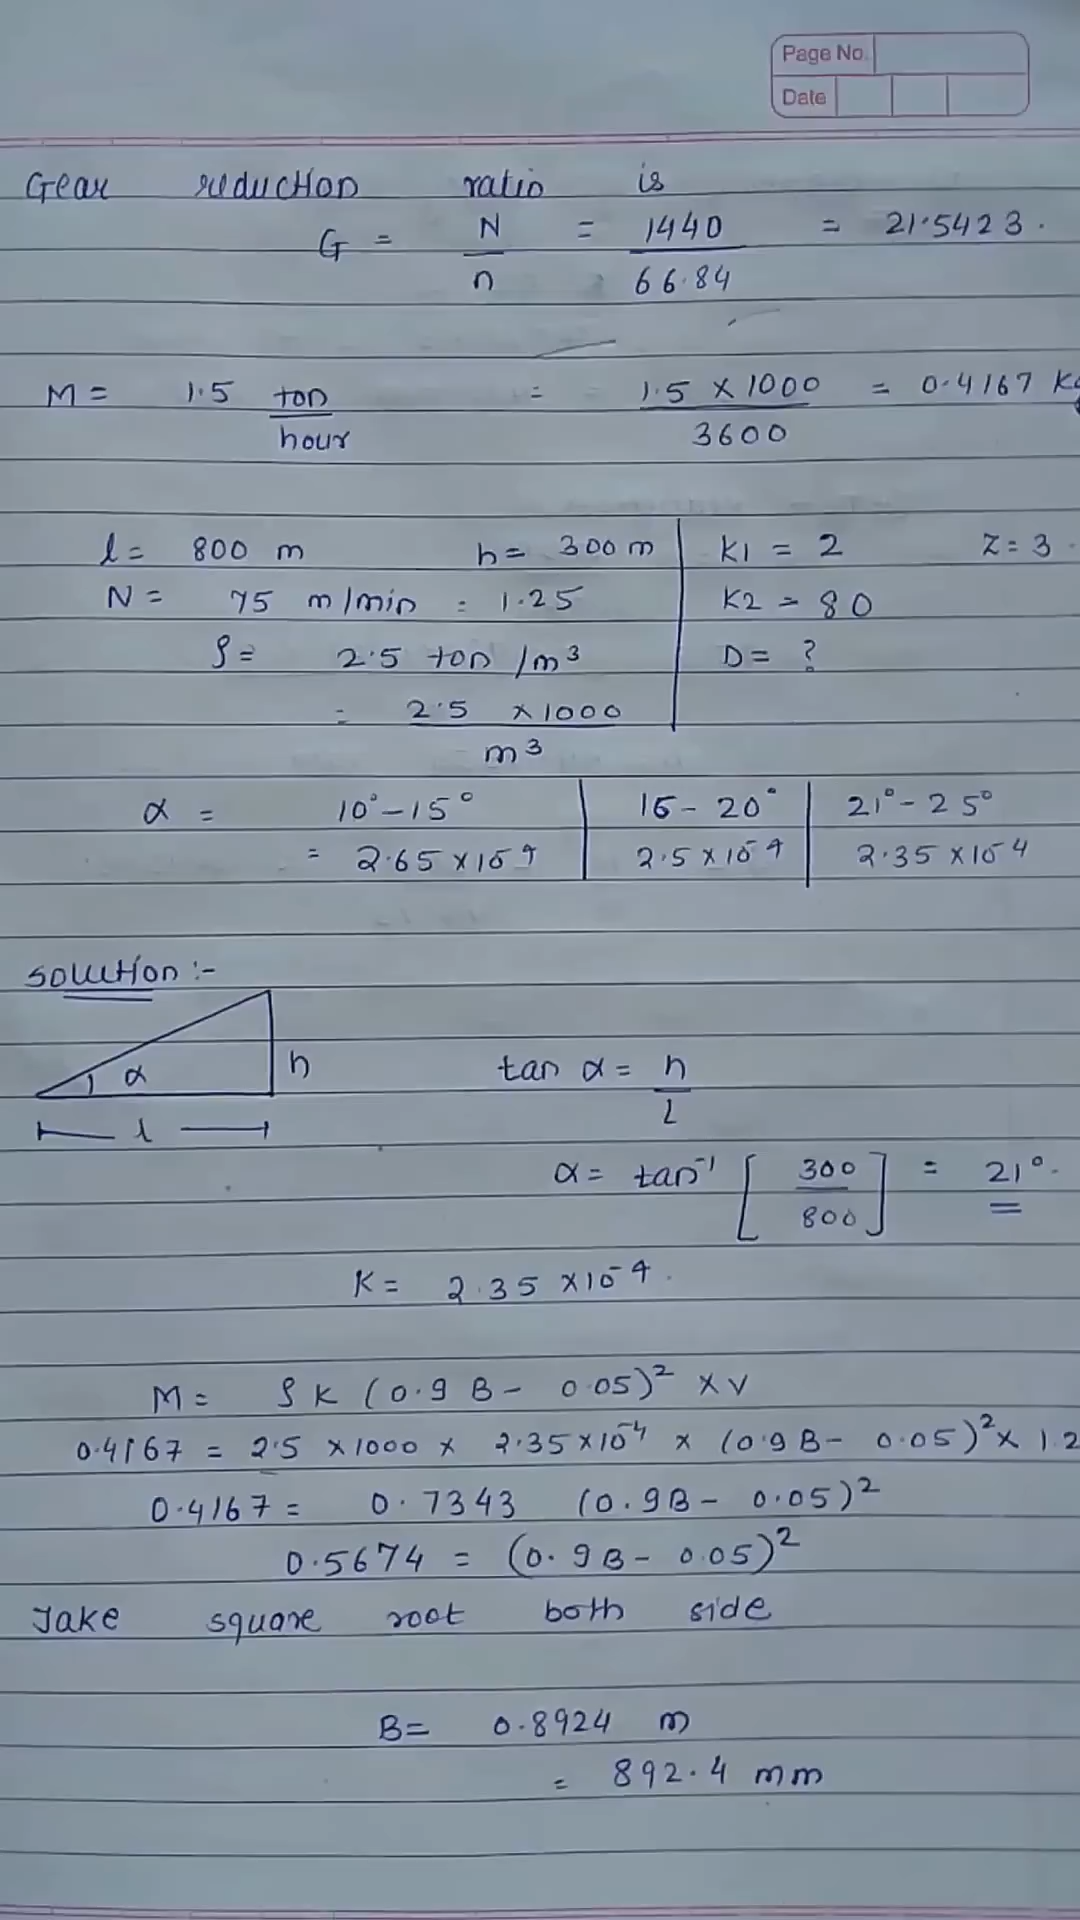 Page No.
Date
Gear reduction ratio is
G = N/n = 1440/66.84 = 21.5423.
M = 1.5 ton/hour = 1.5 × 1000/3600 = 0.4167 Kg
l = 800 m h = 300 m K1 = 2 Z = 3
N = 75 m/min = 1.25 K2 = 80
ρ = 2.5 ton/m³ D = ?
= 2.5 × 1000/m³
α = 10° – 15° 16 – 20° 21° – 25°
= 2.65 × 10⁻⁴ 2.5 × 10⁻⁴ 2.35 × 10⁻⁴
Solution :-
α h
l
tan α = h/L
α = tan⁻¹ [300/800] = 21°.
K = 2.35 × 10⁻⁴.
M = ρ K (0.9 B – 0.05)² × V
0.4167 = 2.5 × 1000 × 2.35 × 10⁻⁴ × (0.9 B – 0.05)² × 1.2
0.4167 = 0.7343 (0.9B – 0.05)²
0.5674 = (0.9 B – 0.05)²
Take square root both side
B = 0.8924 m
= 892.4 mm